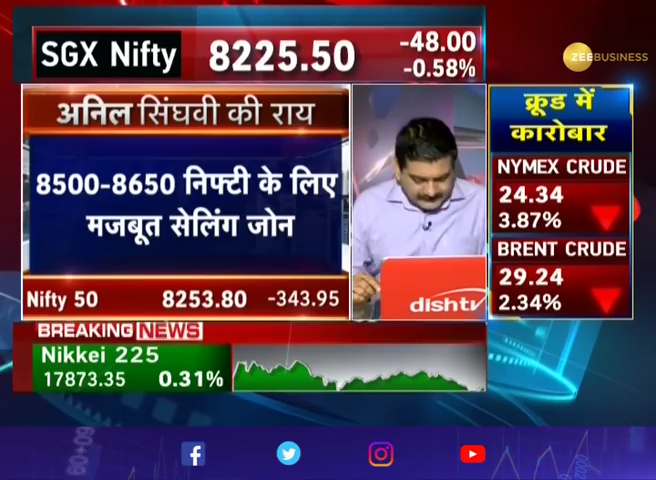 SGX Nifty 8225.50 -48.00
-0.58%
ZEEBUSINESS
अनिल सिंघवी की राय
8500-8650 निफ्टी के लिए
मजबूत सेलिंग जोन
क्रूड में
कारोबार
NYMEX CRUDE
24.34
3.87%
BRENT CRUDE
29.24
2.34%
dishtv
Nifty 50 8253.80 -343.95
BREAKING NEWS
Nikkei 225
17873.35 0.31%